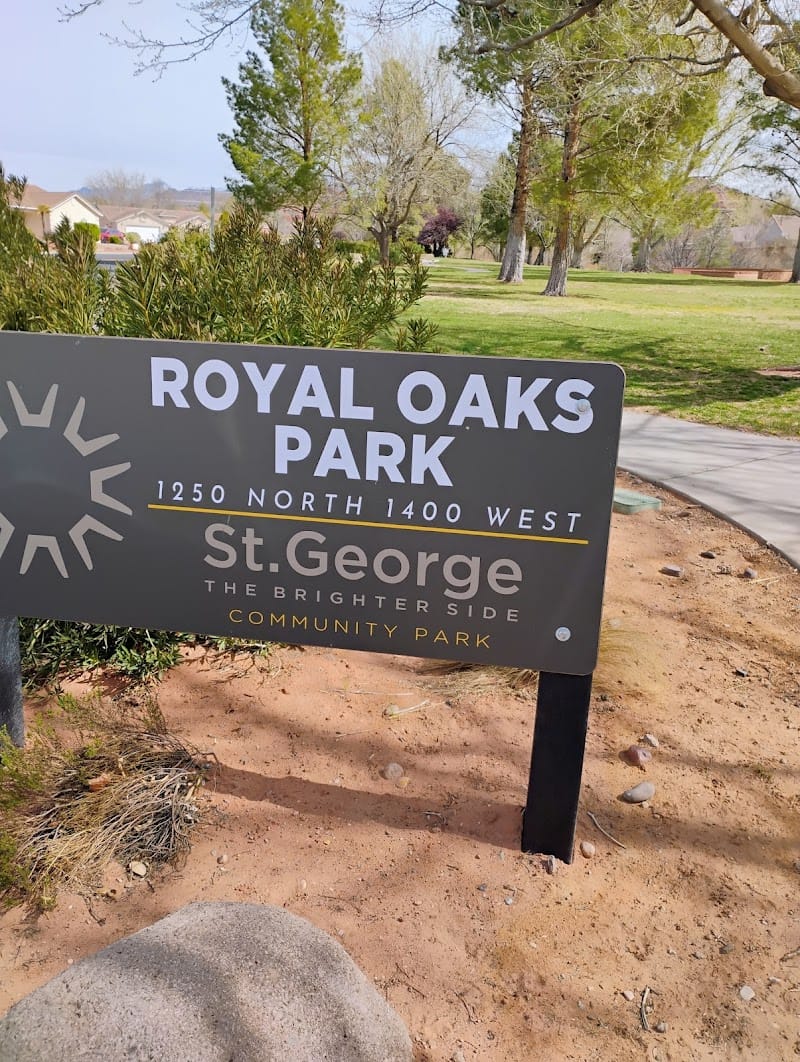 ROYAL OAKS
PARK
1250 NORTH 1400 WEST
St.George
THE BRIGHTER SIDE
COMMUNITY PARK